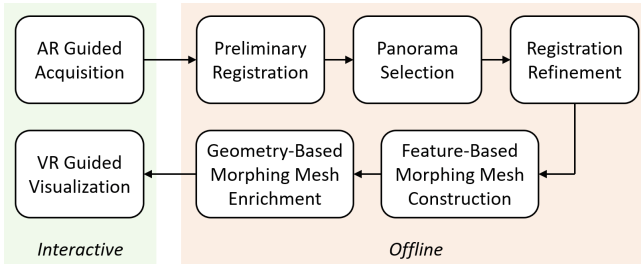 AR Guided
Acquisition
Preliminary
Registration
Panorama
Selection
Registration
Refinement
VR Guided
Visualization
Geometry-Based
Morphing Mesh
Enrichment
Feature-Based
Morphing Mesh
Construction
Interactive
Offline